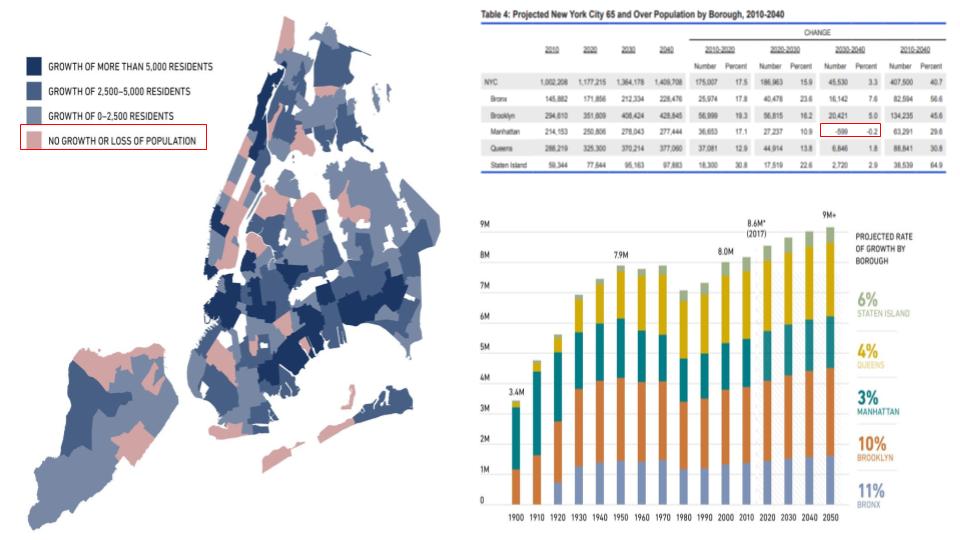 GROWTH OF MORE THAN 5,000 RESIDENTS
GROWTH OF 2,500–5,000 RESIDENTS
GROWTH OF 0–2,500 RESIDENTS
NO GROWTH OR LOSS OF POPULATION
Table 4: Projected New York City 65 and Over Population by Borough, 2010-2040
CHANGE
2010 2020 2030 2040 2010-2020 2020-2030 2030-2040 2010-2040
Number Percent Number Percent Number Percent Number Percent
NYC 1,002,208 1,177,215 1,364,178 1,409,708 175,007 17.5 186,963 15.9 45,530 3.3 407,500 40.7
Bronx 145,882 171,856 212,334 228,476 25,974 17.8 40,478 23.6 16,142 7.6 82,594 56.6
Brooklyn 294,610 351,609 408,424 428,845 56,999 19.3 56,815 16.2 20,421 5.0 134,235 45.6
Manhattan 214,153 250,806 278,043 277,444 36,653 17.1 27,237 10.9 -599 -0.2 63,291 29.6
Queens 288,219 325,300 370,214 377,060 37,081 12.9 44,914 13.8 6,846 1.8 88,841 30.8
Staten Island 59,344 77,644 95,163 97,883 18,300 30.8 17,519 22.6 2,720 2.9 38,539 64.9
9M
8M
7M
6M
5M
4M
3M
2M
1M
0
3.4M
7.9M
8.0M
8.6M*
(2017)
9M+
1900 1910 1920 1930 1940 1950 1960 1970 1980 1990 2000 2010 2020 2030 2040 2050
PROJECTED RATE
OF GROWTH BY
BOROUGH
6%
STATEN ISLAND
4%
QUEENS
3%
MANHATTAN
10%
BROOKLYN
11%
BRONX